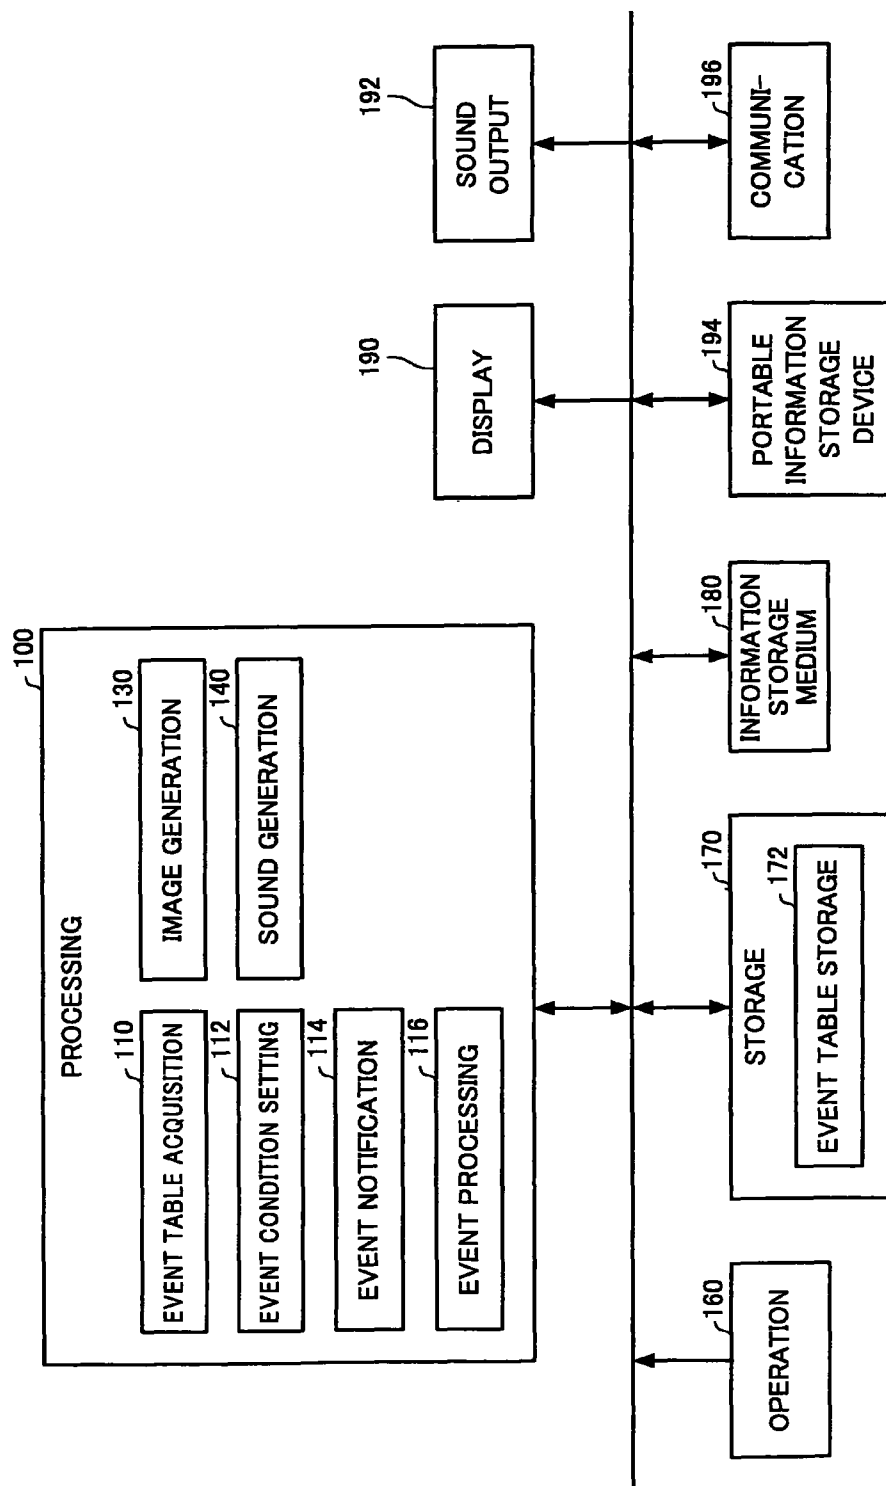 100
PROCESSING
110
EVENT TABLE ACQUISITION
112
EVENT CONDITION SETTING
114
EVENT NOTIFICATION
116
EVENT PROCESSING
130
IMAGE GENERATION
140
SOUND GENERATION
190
DISPLAY
192
SOUND
OUTPUT
160
OPERATION
170
STORAGE
172
EVENT TABLE STORAGE
180
INFORMATION
STORAGE
MEDIUM
194
PORTABLE
INFORMATION
STORAGE
DEVICE
196
COMMUNI-
CATION